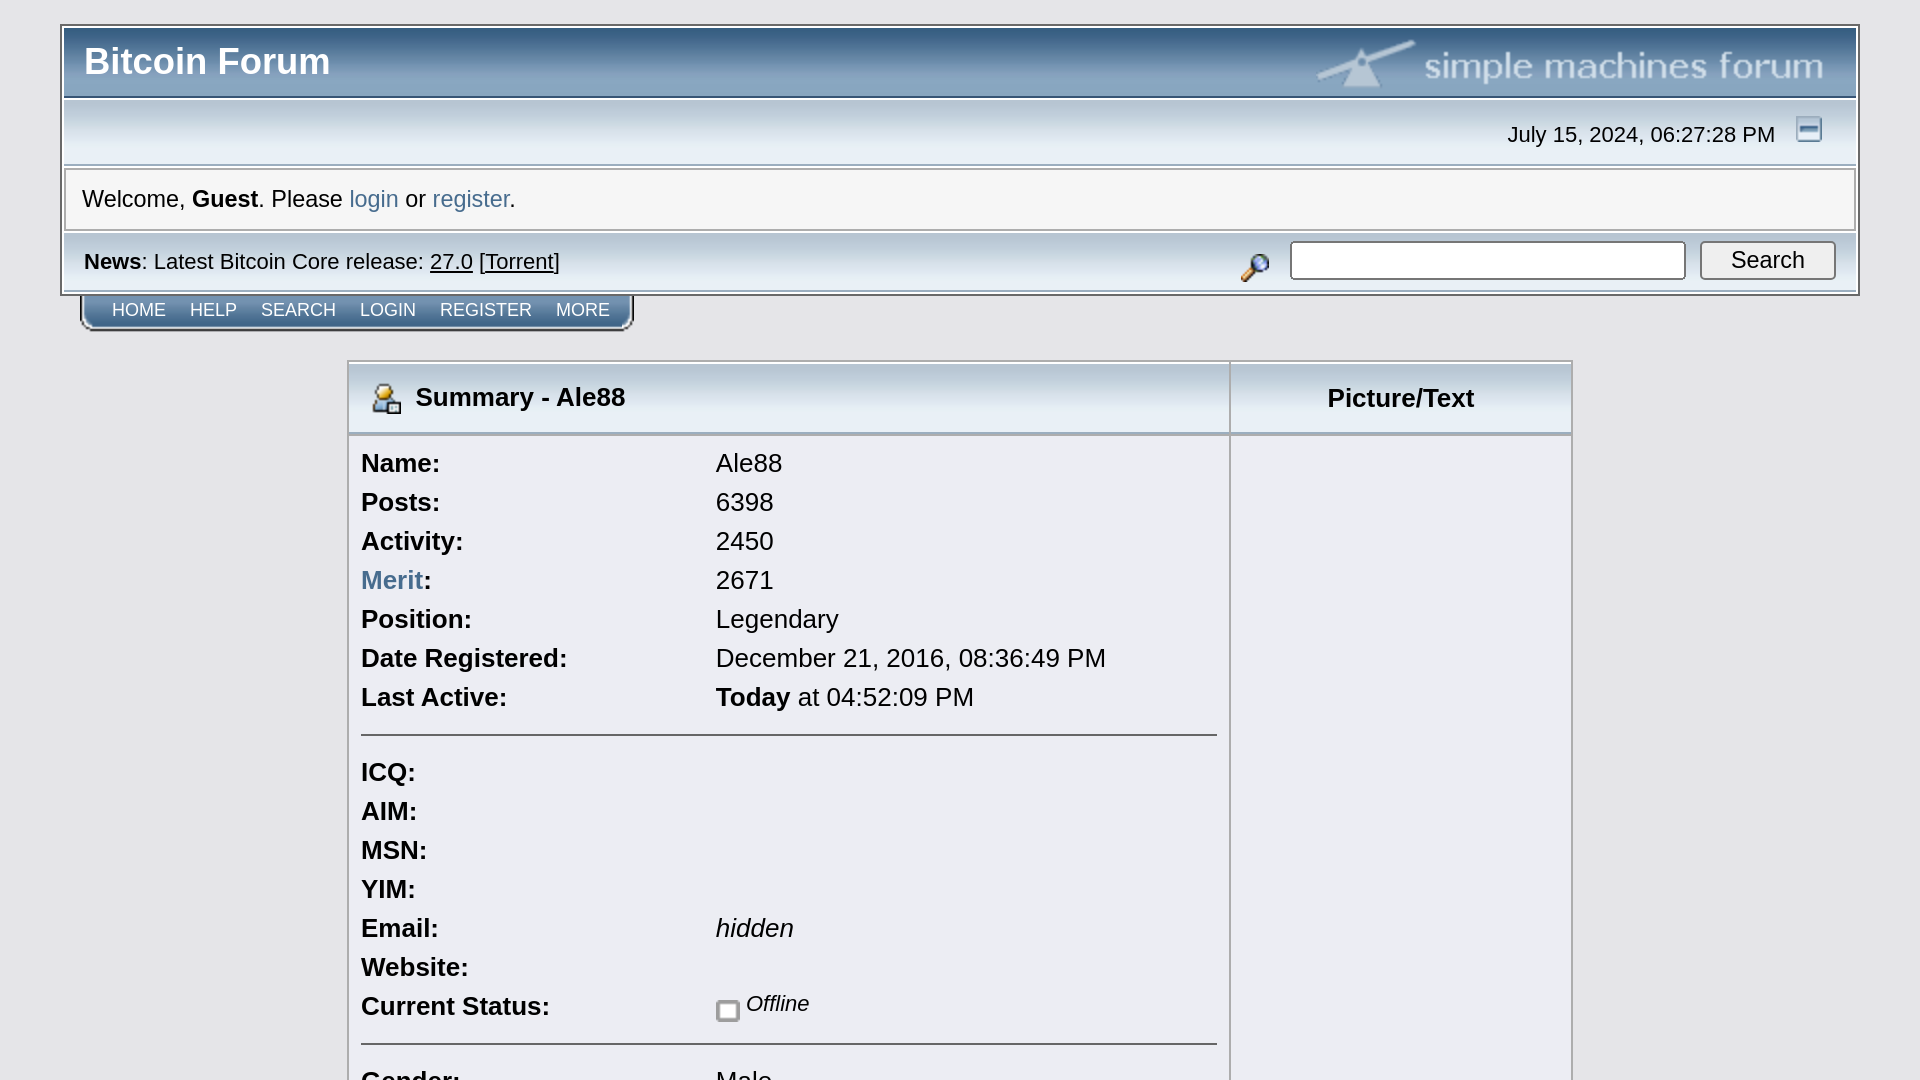 Bitcoin Forum
simple machines forum
July 15, 2024, 06:27:28 PM
Welcome, Guest. Please login or register.
News: Latest Bitcoin Core release: 27.0 [Torrent]
Search
HOME HELP SEARCH LOGIN REGISTER MORE
Summary - Ale88 Picture/Text
Name: Ale88
Posts: 6398
Activity: 2450
Merit: 2671
Position: Legendary
Date Registered: December 21, 2016, 08:36:49 PM
Last Active: Today at 04:52:09 PM
ICQ:
AIM:
MSN:
YIM:
Email: hidden
Website:
Current Status: Offline
Gender: Male